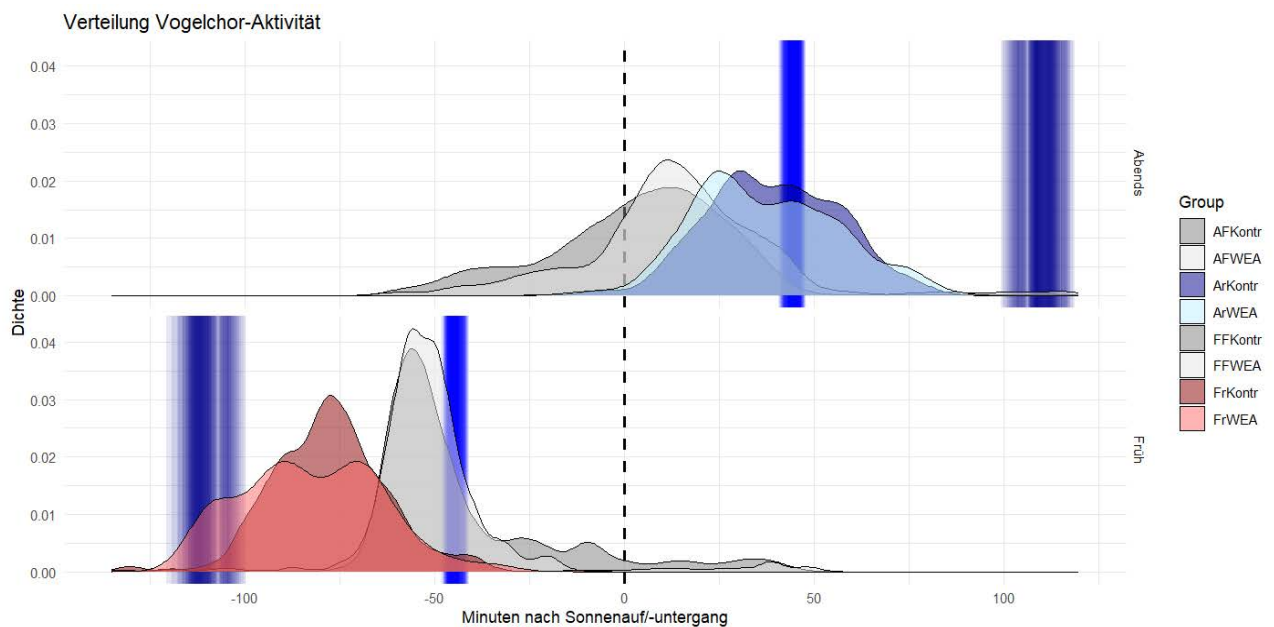 Verteilung Vogelchor-Aktivität
Dichte
0.04
0.03
0.02
0.01
0.00
Abends
0.04
0.03
0.02
0.01
0.00
Früh
-100
-50
0
50
100
Minuten nach Sonnenauf/-untergang
Group
AFKontr
AFWEA
ArKontr
ArWEA
FFKontr
FFWEA
FrKontr
FrWEA